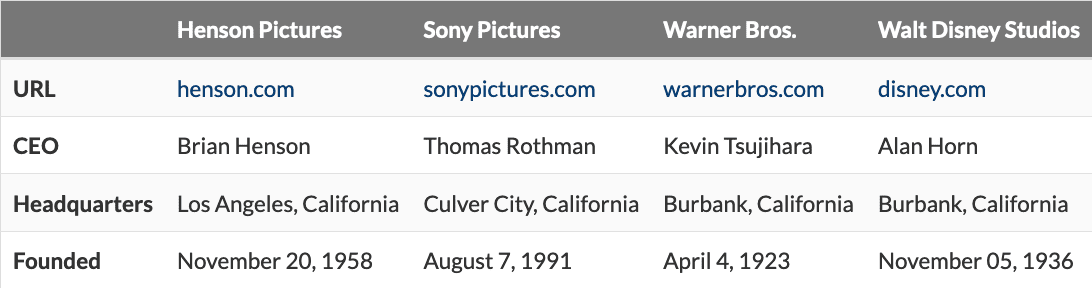 Henson Pictures Sony Pictures Warner Bros. Walt Disney Studios
URL henson.com sonypictures.com warnerbros.com disney.com
CEO Brian Henson Thomas Rothman Kevin Tsujihara Alan Horn
Headquarters Los Angeles, California Culver City, California Burbank, California Burbank, California
Founded November 20, 1958 August 7, 1991 April 4, 1923 November 05, 1936